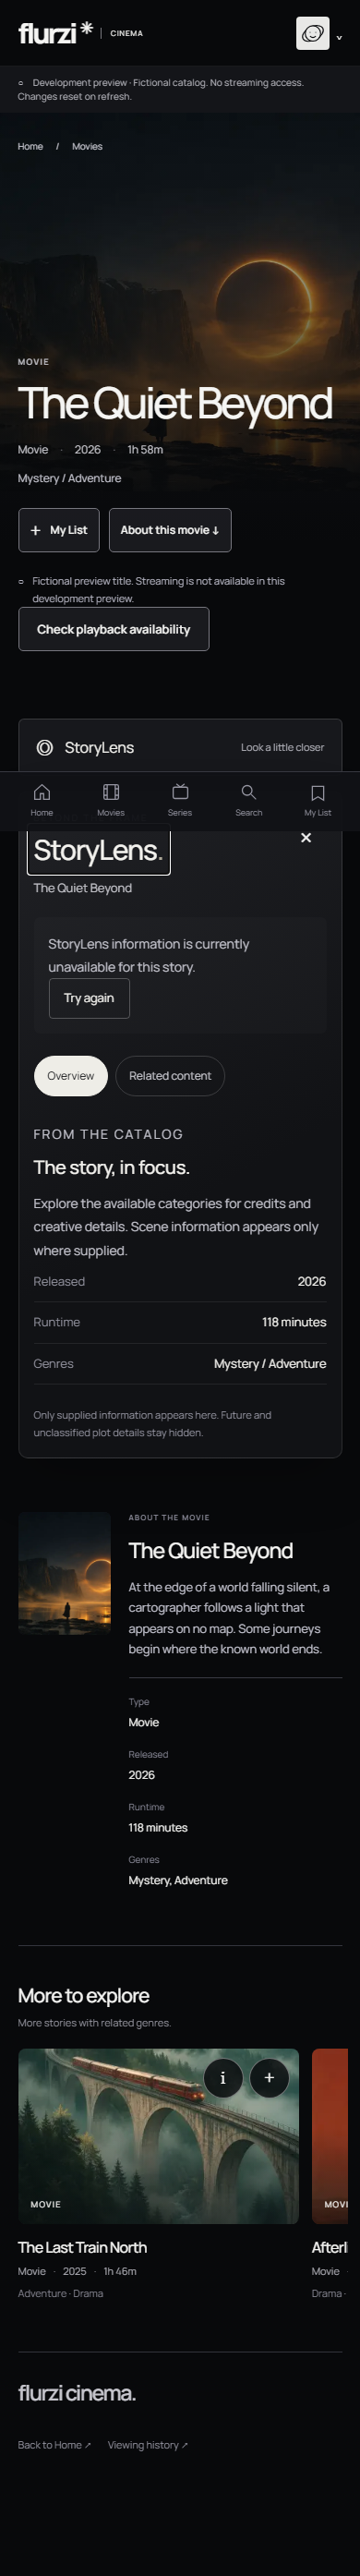 flurzi* CINEMA
Development preview · Fictional catalog. No streaming access.
Changes reset on refresh.
Home / Movies
MOVIE
The Quiet Beyond
Movie · 2026 · 1h 58m
Mystery / Adventure
+ My List
About this movie ↓
Fictional preview title. Streaming is not available in this
development preview.
Check playback availability
StoryLens
Look a little closer
Home
Movies
Series
Search
My List
StoryLens.
×
The Quiet Beyond
StoryLens information is currently
unavailable for this story.
Try again
Overview
Related content
FROM THE CATALOG
The story, in focus.
Explore the available categories for credits and
creative details. Scene information appears only
where supplied.
Released 2026
Runtime 118 minutes
Genres Mystery / Adventure
Only supplied information appears here. Future and
unclassified plot details stay hidden.
ABOUT THE MOVIE
The Quiet Beyond
At the edge of a world falling silent, a
cartographer follows a light that
appears on no map. Some journeys
begin where the known world ends.
Type
Movie
Released
2026
Runtime
118 minutes
Genres
Mystery, Adventure
More to explore
More stories with related genres.
i +
MOVIE
MOVI
The Last Train North
Afterl
Movie · 2025 · 1h 46m
Movie ·
Adventure · Drama
Drama ·
flurzi cinema.
Back to Home ↗
Viewing history ↗